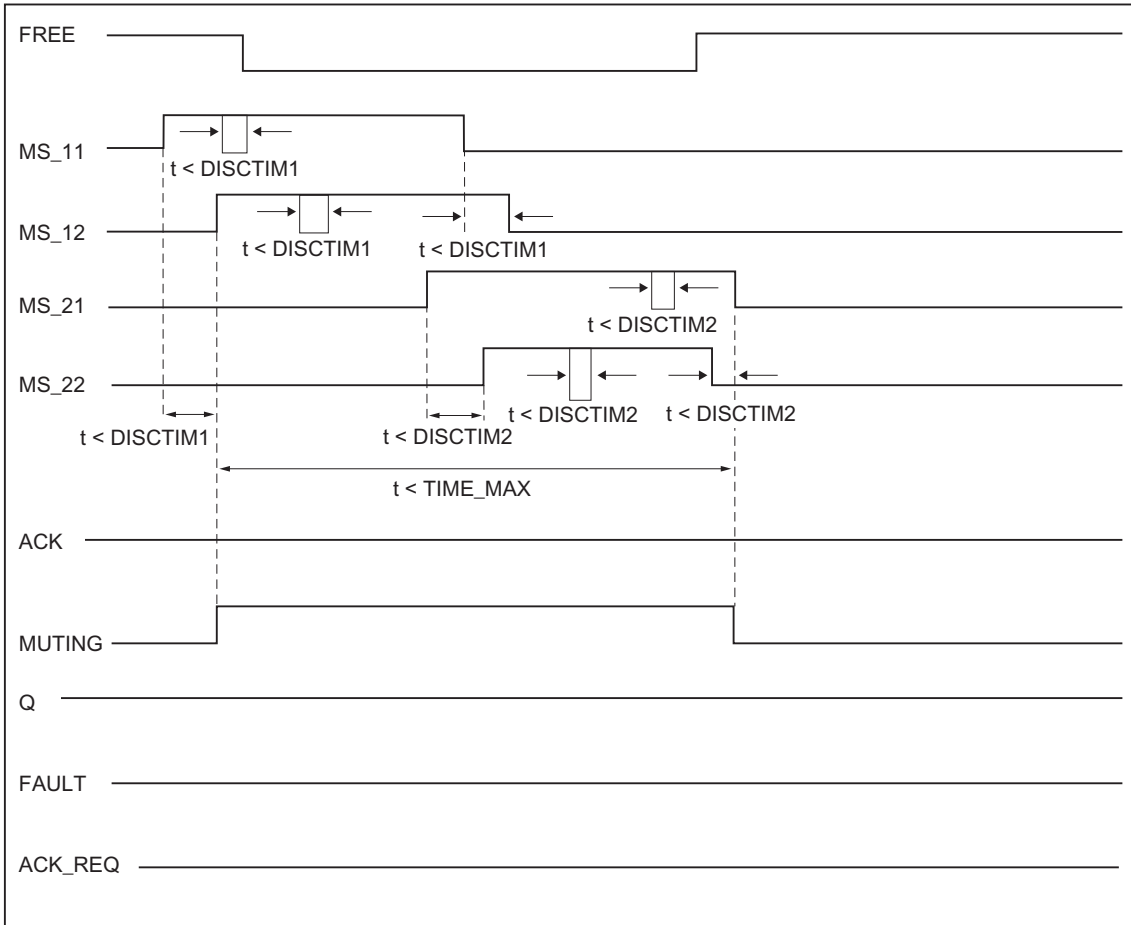 FREE
MS_11
t < DISCTIM1
MS_12
t < DISCTIM1
t < DISCTIM1
MS_21
t < DISCTIM2
MS_22
t < DISCTIM2
t < DISCTIM2
t < DISCTIM1
t < DISCTIM2
t < TIME_MAX
ACK
MUTING
Q
FAULT
ACK_REQ